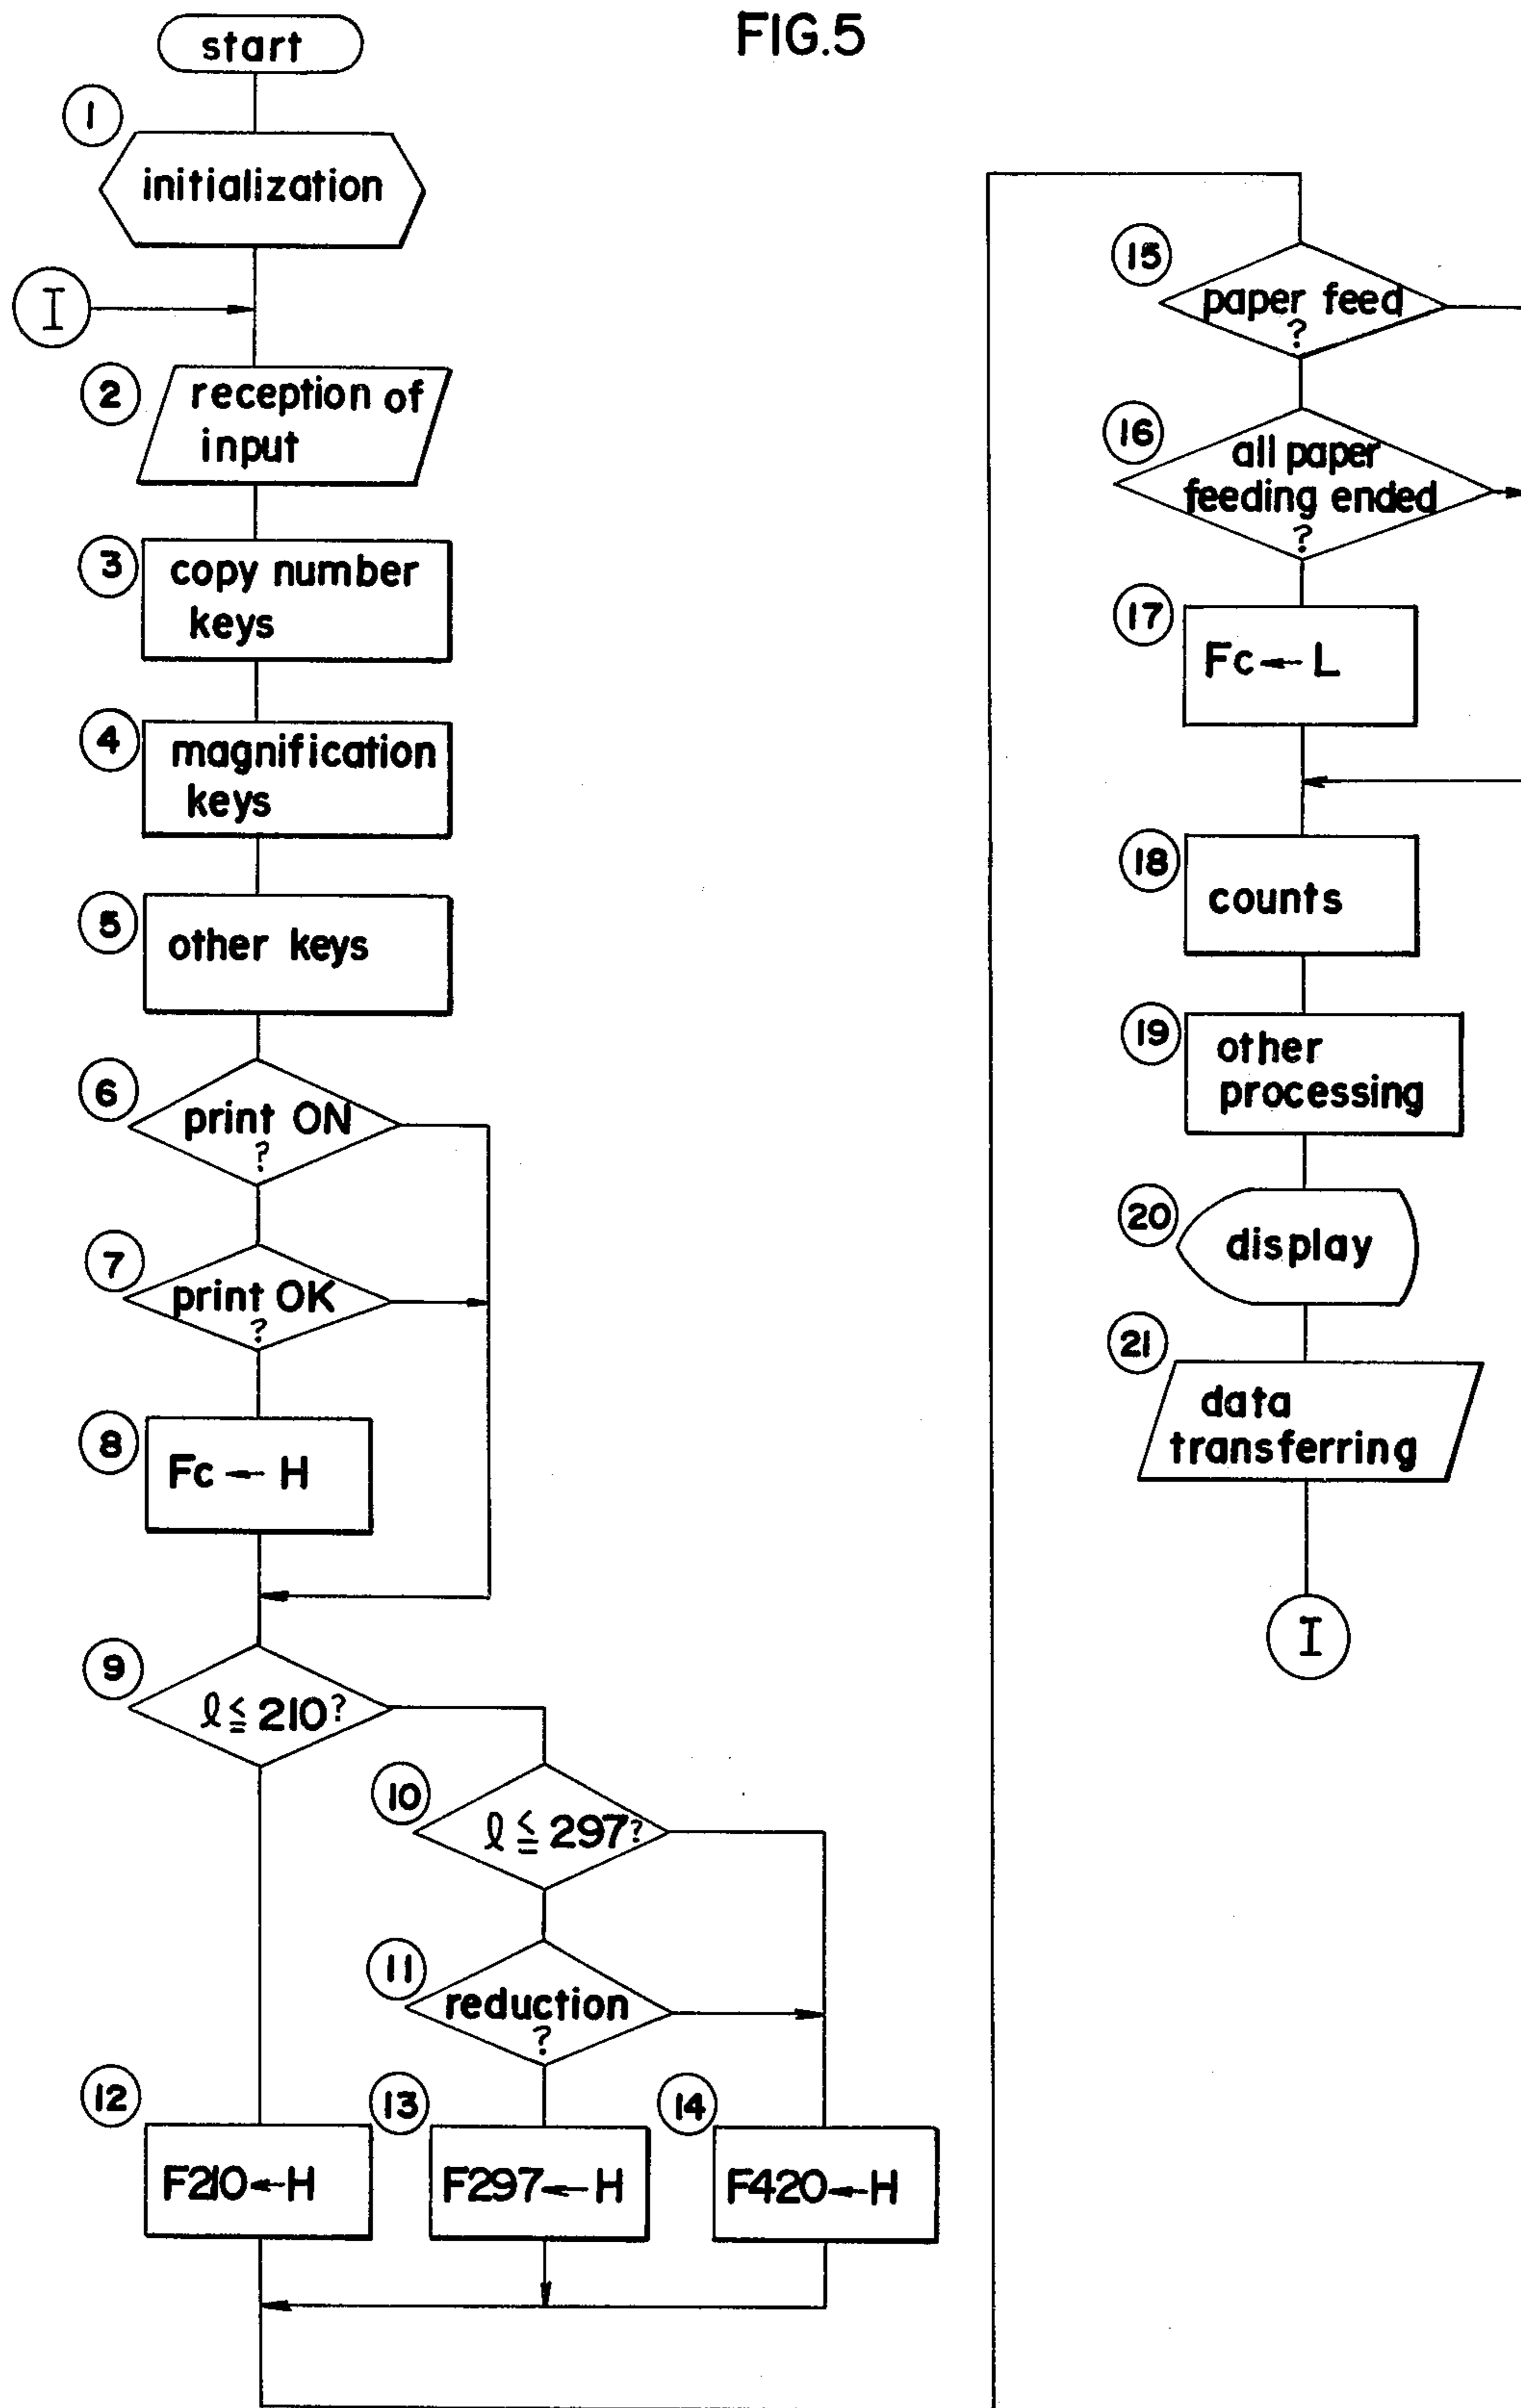 FIG.5
start
1
initialization
I
2
reception of
input
3
copy number
keys
4
magnification
keys
5
other keys
6
print ON
?
7
print OK
?
8
Fc ← H
9
ℓ ≦ 210?
10
ℓ ≦ 297?
11
reduction
?
12
F210←H
13
F297←H
14
F420←H
15
paper feed
?
16
all paper
feeding ended
?
17
Fc ← L
18
counts
19
other
processing
20
display
21
data
transferring
I